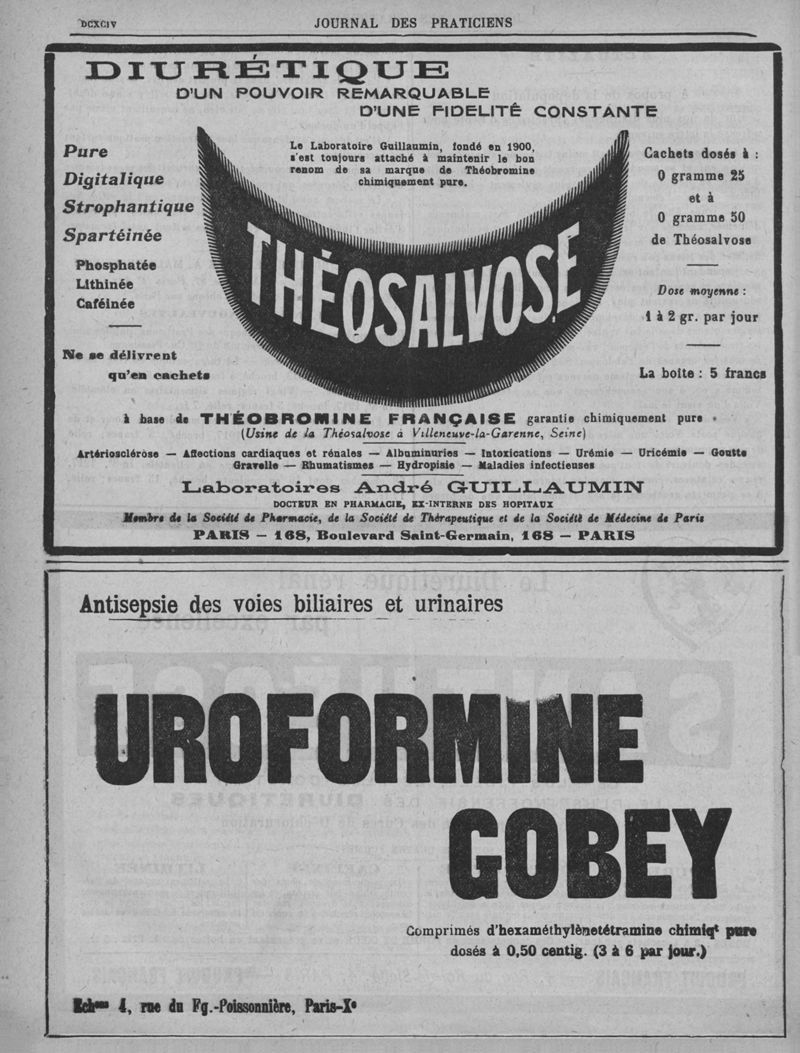 DCXCIV
JOURNAL DES PRATICIENS
DIURÉTIQUE
D'UN POUVOIR REMARQUABLE
D'UNE FIDELITÉ CONSTANTE
Pure
Digitalique
Strophantique
Spartéinée
Phosphatée
Lithinée
Caféinée
Ne se délivrent
qu'en cachets
Le Laboratoire Guillaumin, fondé en 1900,
s'est toujours attaché à maintenir le bon
renom de sa marque de Théobromine
chimiquement pure.
THÉOSALVOSE
Cachets dosés à :
0 gramme 25
et à
0 gramme 50
de Théosalvose
Dose moyenne :
1 à 2 gr. par jour
La boite : 5 francs
à base de THÉOBROMINE FRANÇAISE garantie chimiquement pure
(Usine de la Théosalvose à Villeneuve-la-Garenne, Seine)
Artériosclérose — Affections cardiaques et rénales — Albuminuries — Intoxications — Urémie — Uricémie — Goutte
Gravelle — Rhumatismes — Hydropisie — Maladies infectieuses
Laboratoires André GUILLAUMIN
DOCTEUR EN PHARMACIE, EX-INTERNE DES HOPITAUX
Membre de la Société de Pharmacie, de la Société de Thérapeutique et de la Société de Médecine de Paris
PARIS — 168, Boulevard Saint-Germain, 168 — PARIS
Antisepsie des voies biliaires et urinaires
UROFORMINE
GOBEY
Comprimés d'hexaméthylènetétramine chimiqt pure
dosés à 0,50 centig. (3 à 6 par jour.)
Echons 4, rue du Fg.-Poissonnière, Paris-Xe